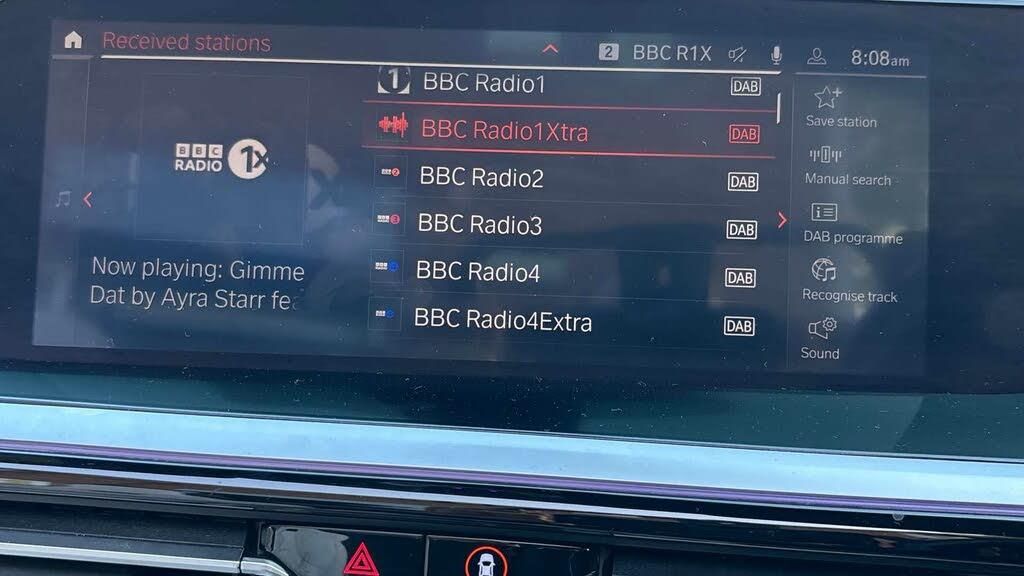 Received stations
2 BBC R1X
8:08am
BBC
RADIO 1X
Now playing: Gimme
Dat by Ayra Starr fe
1 BBC Radio1 DAB
BBC Radio1Xtra DAB
BBC Radio2 DAB
BBC Radio3 DAB
BBC Radio4 DAB
BBC Radio4Extra DAB
Save station
Manual search
DAB programme
Recognise track
Sound